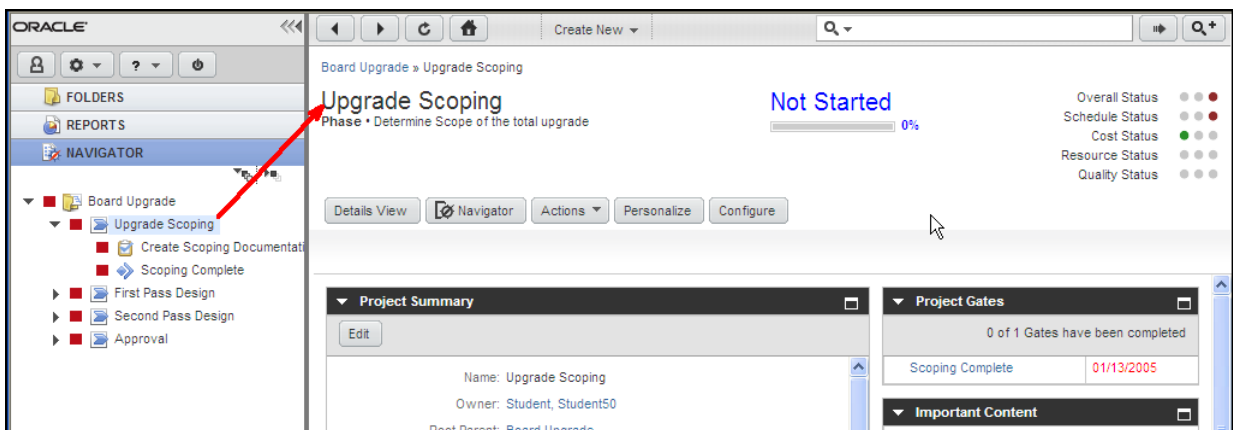 ORACLE
Create New
FOLDERS
REPORTS
NAVIGATOR
Board Upgrade
Upgrade Scoping
Create Scoping Documentati
Scoping Complete
First Pass Design
Second Pass Design
Approval
Board Upgrade » Upgrade Scoping
Upgrade Scoping
Phase • Determine Scope of the total upgrade
Not Started
0%
Overall Status
Schedule Status
Cost Status
Resource Status
Quality Status
Details View Navigator Actions Personalize Configure
Project Summary
Edit
Name: Upgrade Scoping
Owner: Student, Student50
Root Parent: Board Upgrade
Project Gates
0 of 1 Gates have been completed
Scoping Complete 01/13/2005
Important Content